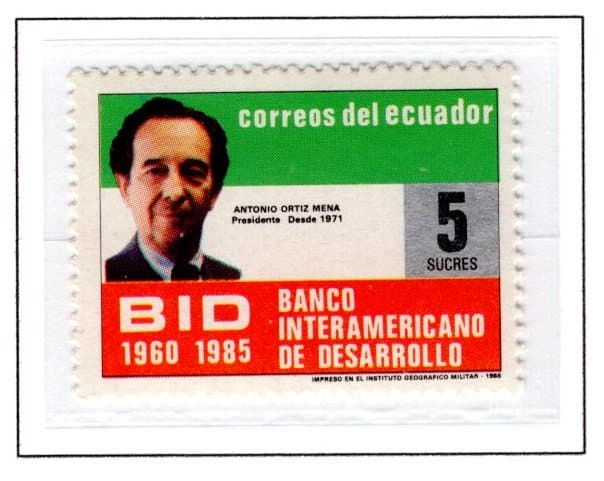 correos del ecuador
ANTONIO ORTIZ MENA
Presidente Desde 1971
5
SUCRES
BID
1960 1985
BANCO
INTERAMERICANO
DE DESARROLLO
IMPRESO EN EL INSTITUTO GEOGRAFICO MILITAR - 1986